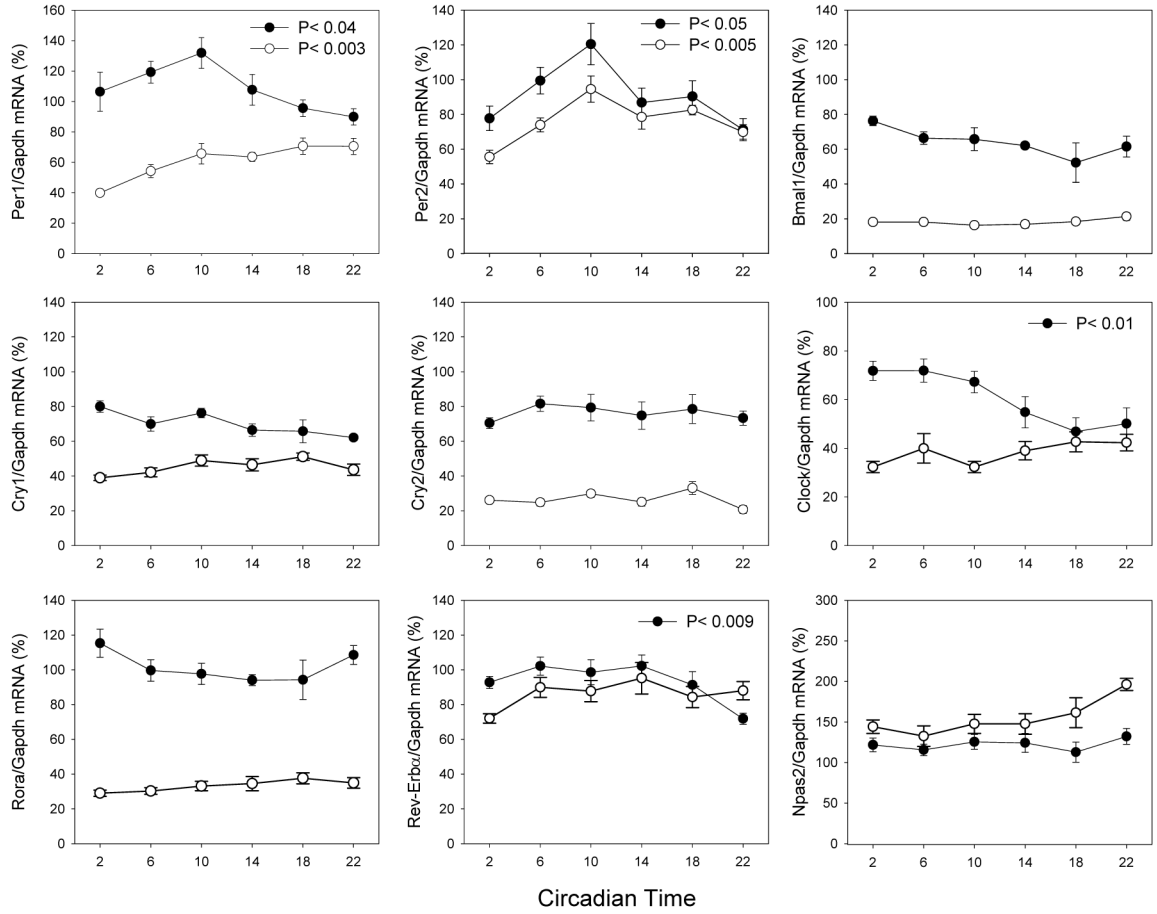 Per1/Gapdh mRNA (%)
160
140
120
100
80
60
40
20
0
P< 0.04
P< 0.003
2 6 10 14 18 22
Per2/Gapdh mRNA (%)
140
120
100
80
60
40
20
0
P< 0.05
P< 0.005
2 6 10 14 18 22
Bmal1/Gapdh mRNA (%)
140
120
100
80
60
40
20
0
2 6 10 14 18 22
Cry1/Gapdh mRNA (%)
140
120
100
80
60
40
20
0
2 6 10 14 18 22
Cry2/Gapdh mRNA (%)
140
120
100
80
60
40
20
0
2 6 10 14 18 22
Clock/Gapdh mRNA (%)
100
80
60
40
20
0
P< 0.01
2 6 10 14 18 22
Rora/Gapdh mRNA (%)
140
120
100
80
60
40
20
0
2 6 10 14 18 22
Rev-Erbα/Gapdh mRNA (%)
140
120
100
80
60
40
20
0
P< 0.009
2 6 10 14 18 22
Npas2/Gapdh mRNA (%)
300
250
200
150
100
50
0
2 6 10 14 18 22
Circadian Time